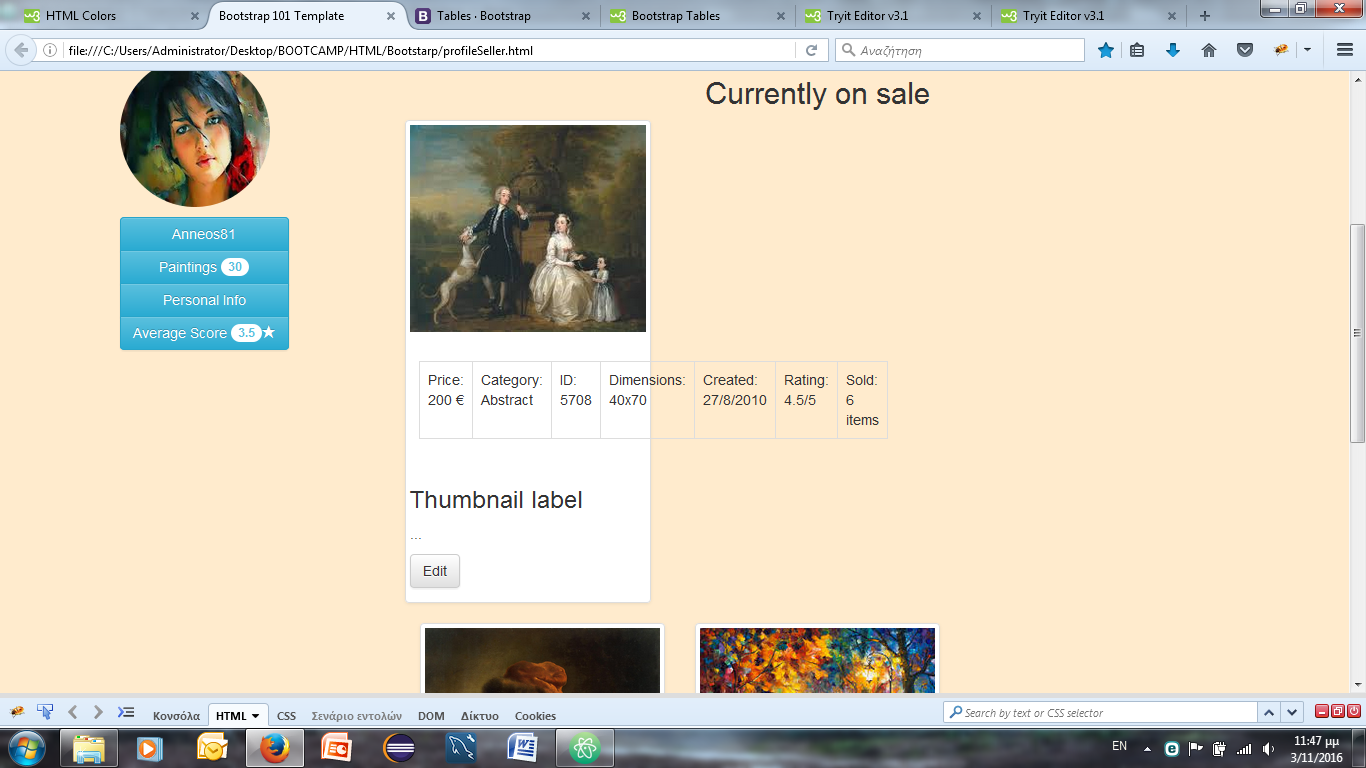 HTML Colors
Bootstrap 101 Template
Tables · Bootstrap
Bootstrap Tables
Tryit Editor v3.1
Tryit Editor v3.1
file:///C:/Users/Administrator/Desktop/BOOTCAMP/HTML/Bootstarp/profileSeller.html
Αναζήτηση
Currently on sale
Anneos81
Paintings 30
Personal Info
Average Score 3.5
Price: Category: ID: Dimensions: Created: Rating: Sold:
200 € Abstract 5708 40x70 27/8/2010 4.5/5 6
items
Thumbnail label
...
Edit
Κονσόλα HTML CSS Σενάριο εντολών DOM Δίκτυο Cookies
Search by text or CSS selector
EN
11:47 μμ
3/11/2016